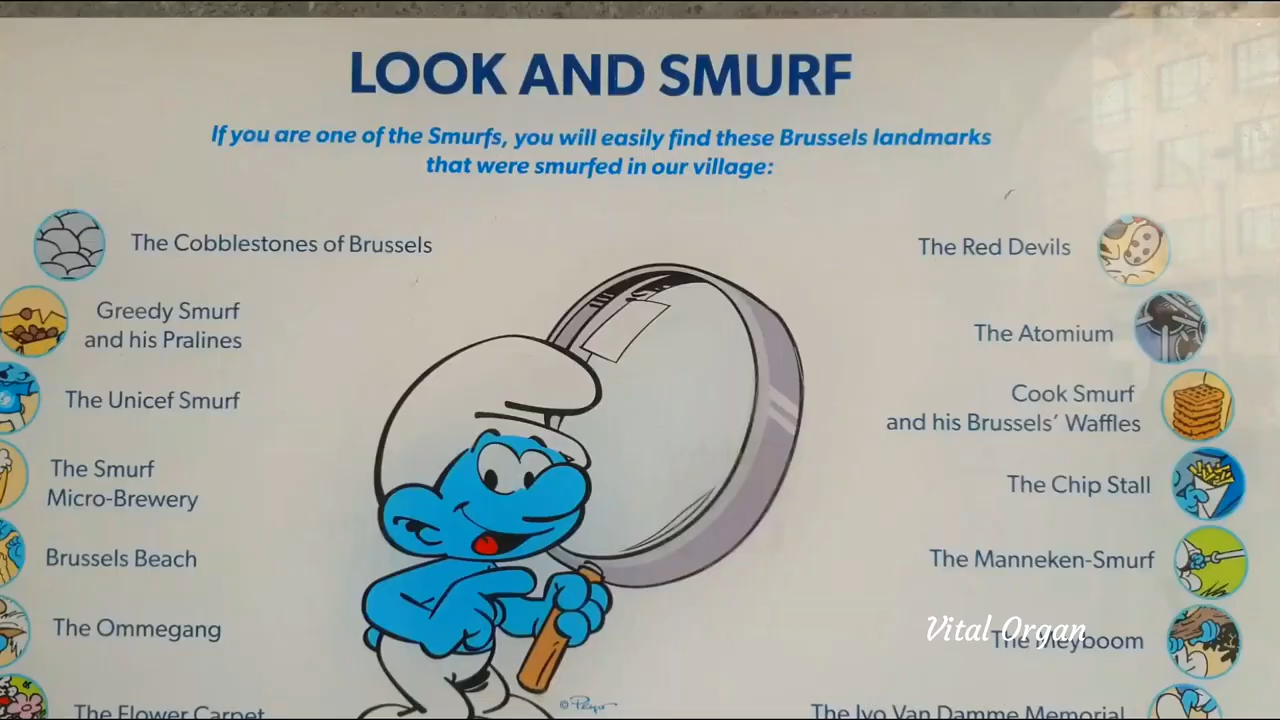 LOOK AND SMURF
If you are one of the Smurfs, you will easily find these Brussels landmarks
that were smurfed in our village:
The Cobblestones of Brussels
Greedy Smurf
and his Pralines
The Unicef Smurf
The Smurf
Micro-Brewery
Brussels Beach
The Ommegang
The Flower Carpet
The Red Devils
The Atomium
Cook Smurf
and his Brussels' Waffles
The Chip Stall
The Manneken-Smurf
The Meyboom
Vital Organ
The Ivo Van Damme Memorial
© Peyo